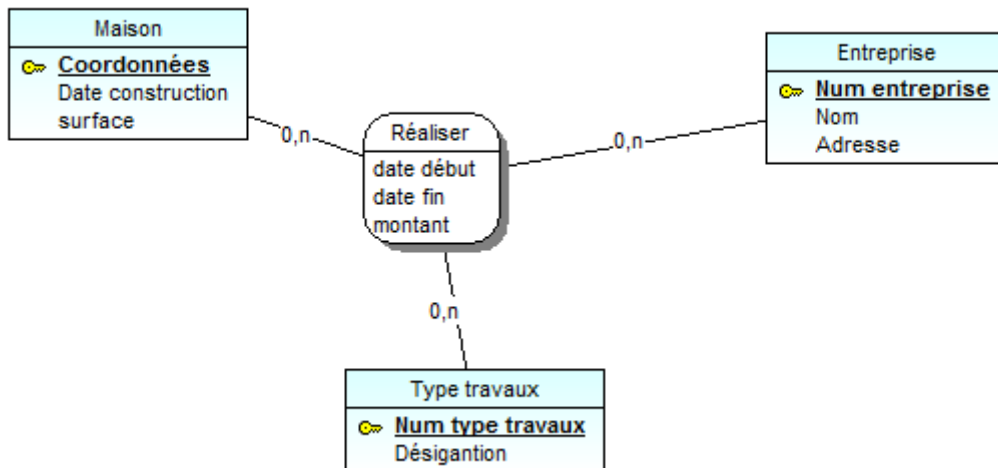 Maison
Coordonnées
Date construction
surface
0,n
Réaliser
date début
date fin
montant
0,n
Entreprise
Num entreprise
Nom
Adresse
0,n
Type travaux
Num type travaux
Désigantion